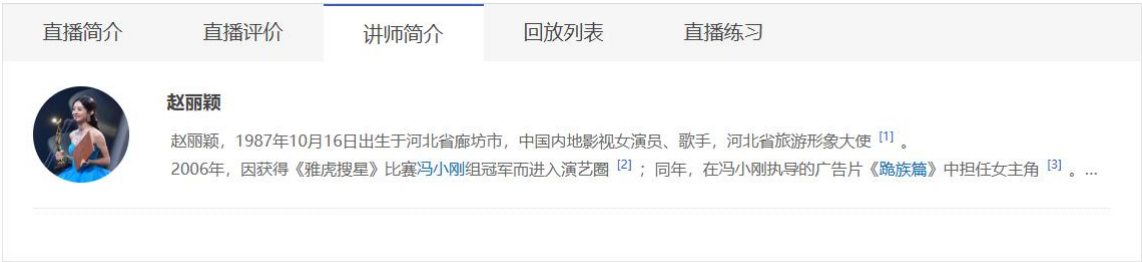 直播简介 直播评价 讲师简介 回放列表 直播练习
赵丽颖
赵丽颖，1987年10月16日出生于河北省廊坊市，中国内地影视女演员、歌手，河北省旅游形象大使 [1] 。
2006年，因获得《雅虎搜星》比赛冯小刚组冠军而进入演艺圈 [2] ；同年，在冯小刚执导的广告片《跪族篇》中担任女主角 [3] 。...